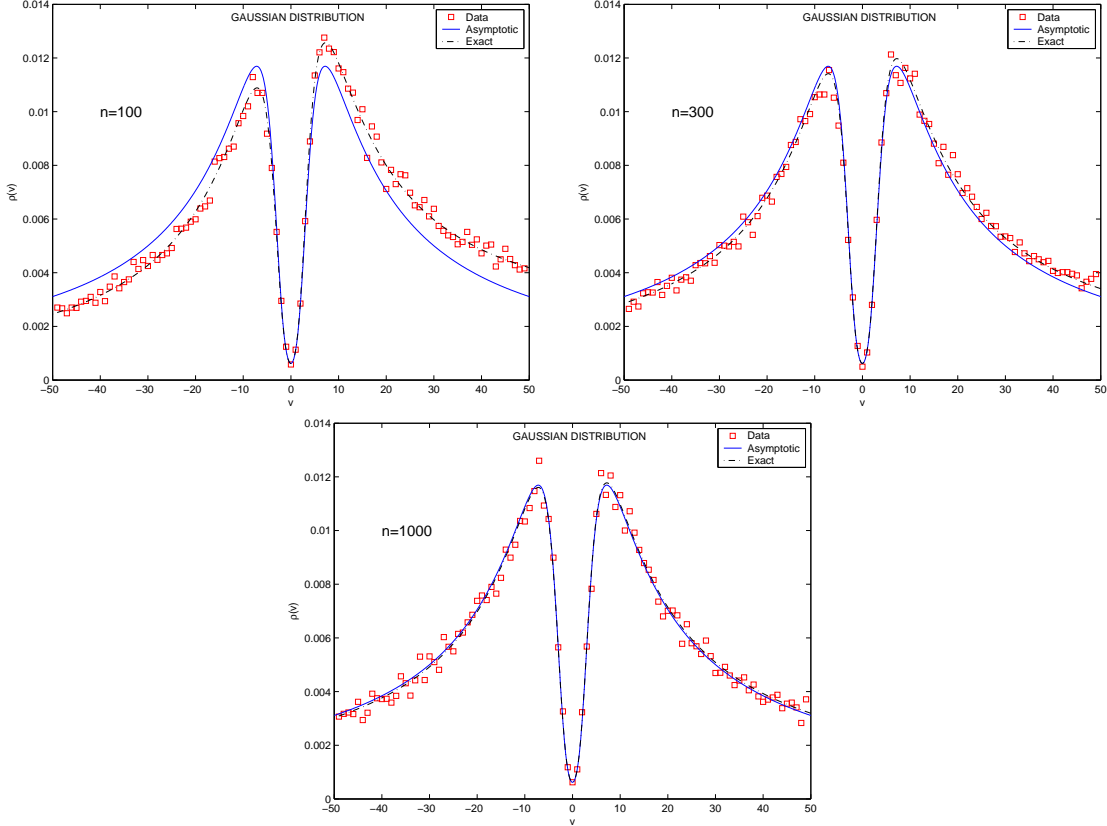 GAUSSIAN DISTRIBUTION
Data
Asymptotic
Exact
n=100
ρ(v)
0.014
0.012
0.01
0.008
0.006
0.004
0.002
0
−50 −40 −30 −20 −10 0 10 20 30 40 50
v
GAUSSIAN DISTRIBUTION
Data
Asymptotic
Exact
n=300
ρ(v)
0.014
0.012
0.01
0.008
0.006
0.004
0.002
0
−50 −40 −30 −20 −10 0 10 20 30 40 50
v
GAUSSIAN DISTRIBUTION
Data
Asymptotic
Exact
n=1000
ρ(v)
0.014
0.012
0.01
0.008
0.006
0.004
0.002
0
−50 −40 −30 −20 −10 0 10 20 30 40 50
v